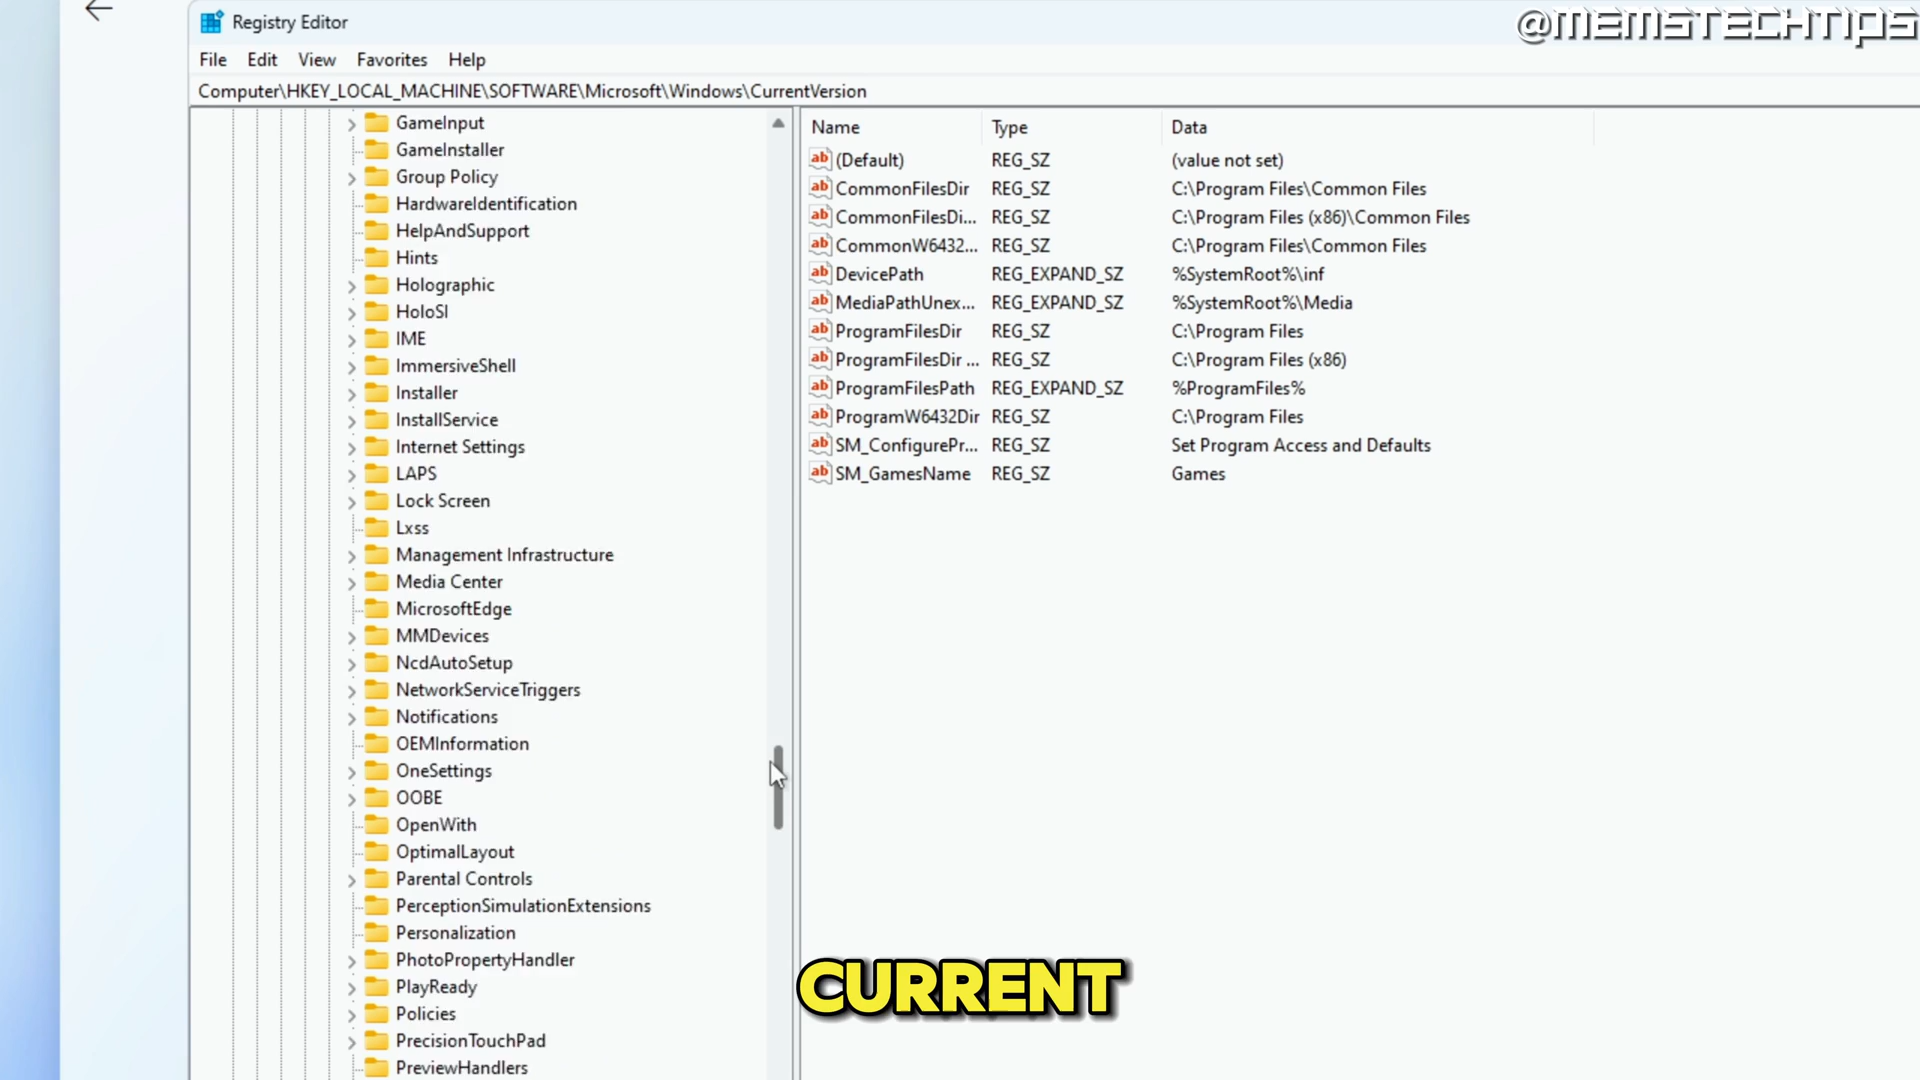 @MEMSTECHTIPS
Registry Editor
File Edit View Favorites Help
Computer\HKEY_LOCAL_MACHINE\SOFTWARE\Microsoft\Windows\CurrentVersion
GameInput
GameInstaller
Group Policy
HardwareIdentification
HelpAndSupport
Hints
Holographic
HoloSI
IME
ImmersiveShell
Installer
InstallService
Internet Settings
LAPS
Lock Screen
Lxss
Management Infrastructure
Media Center
MicrosoftEdge
MMDevices
NcdAutoSetup
NetworkServiceTriggers
Notifications
OEMInformation
OneSettings
OOBE
OpenWith
OptimalLayout
Parental Controls
PerceptionSimulationExtensions
Personalization
PhotoPropertyHandler
PlayReady
Policies
PrecisionTouchPad
PreviewHandlers
Name Type Data
(Default) REG_SZ (value not set)
CommonFilesDir REG_SZ C:\Program Files\Common Files
CommonFilesDi... REG_SZ C:\Program Files (x86)\Common Files
CommonW6432... REG_SZ C:\Program Files\Common Files
DevicePath REG_EXPAND_SZ %SystemRoot%\inf
MediaPathUnex... REG_EXPAND_SZ %SystemRoot%\Media
ProgramFilesDir REG_SZ C:\Program Files
ProgramFilesDir ... REG_SZ C:\Program Files (x86)
ProgramFilesPath REG_EXPAND_SZ %ProgramFiles%
ProgramW6432Dir REG_SZ C:\Program Files
SM_ConfigurePr... REG_SZ Set Program Access and Defaults
SM_GamesName REG_SZ Games
CURRENT